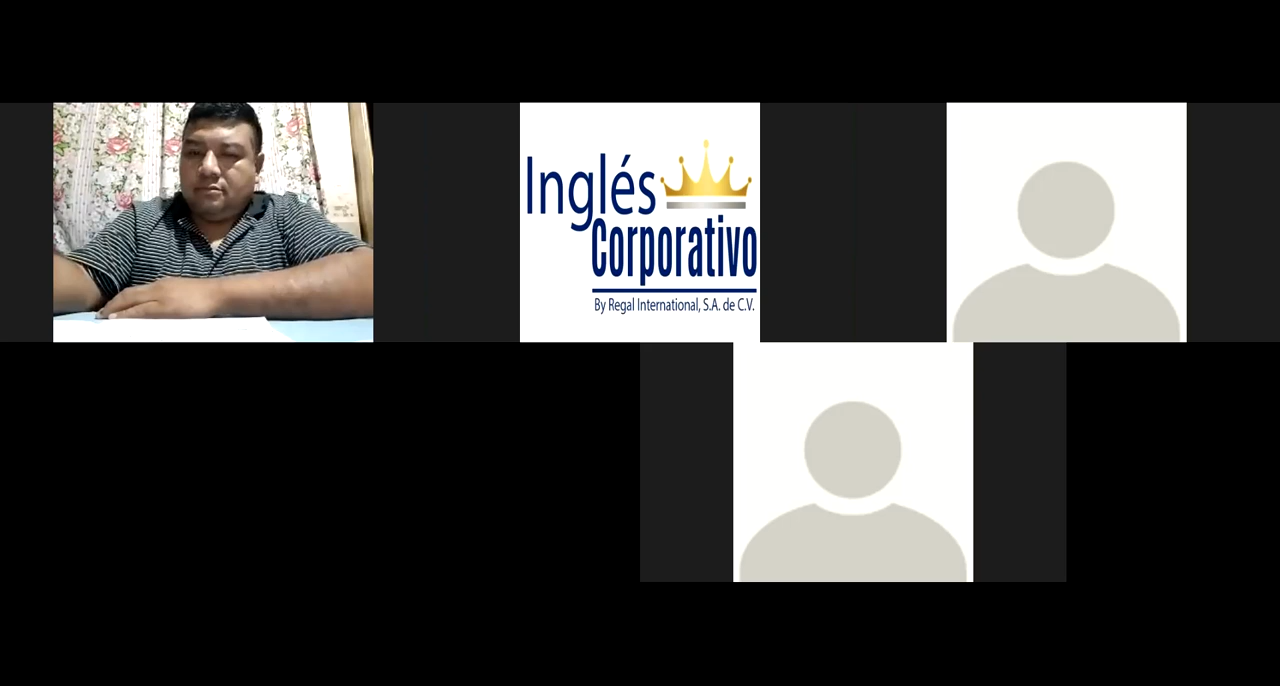 Inglés
Corporativo
By Regal International, S.A. de C.V.